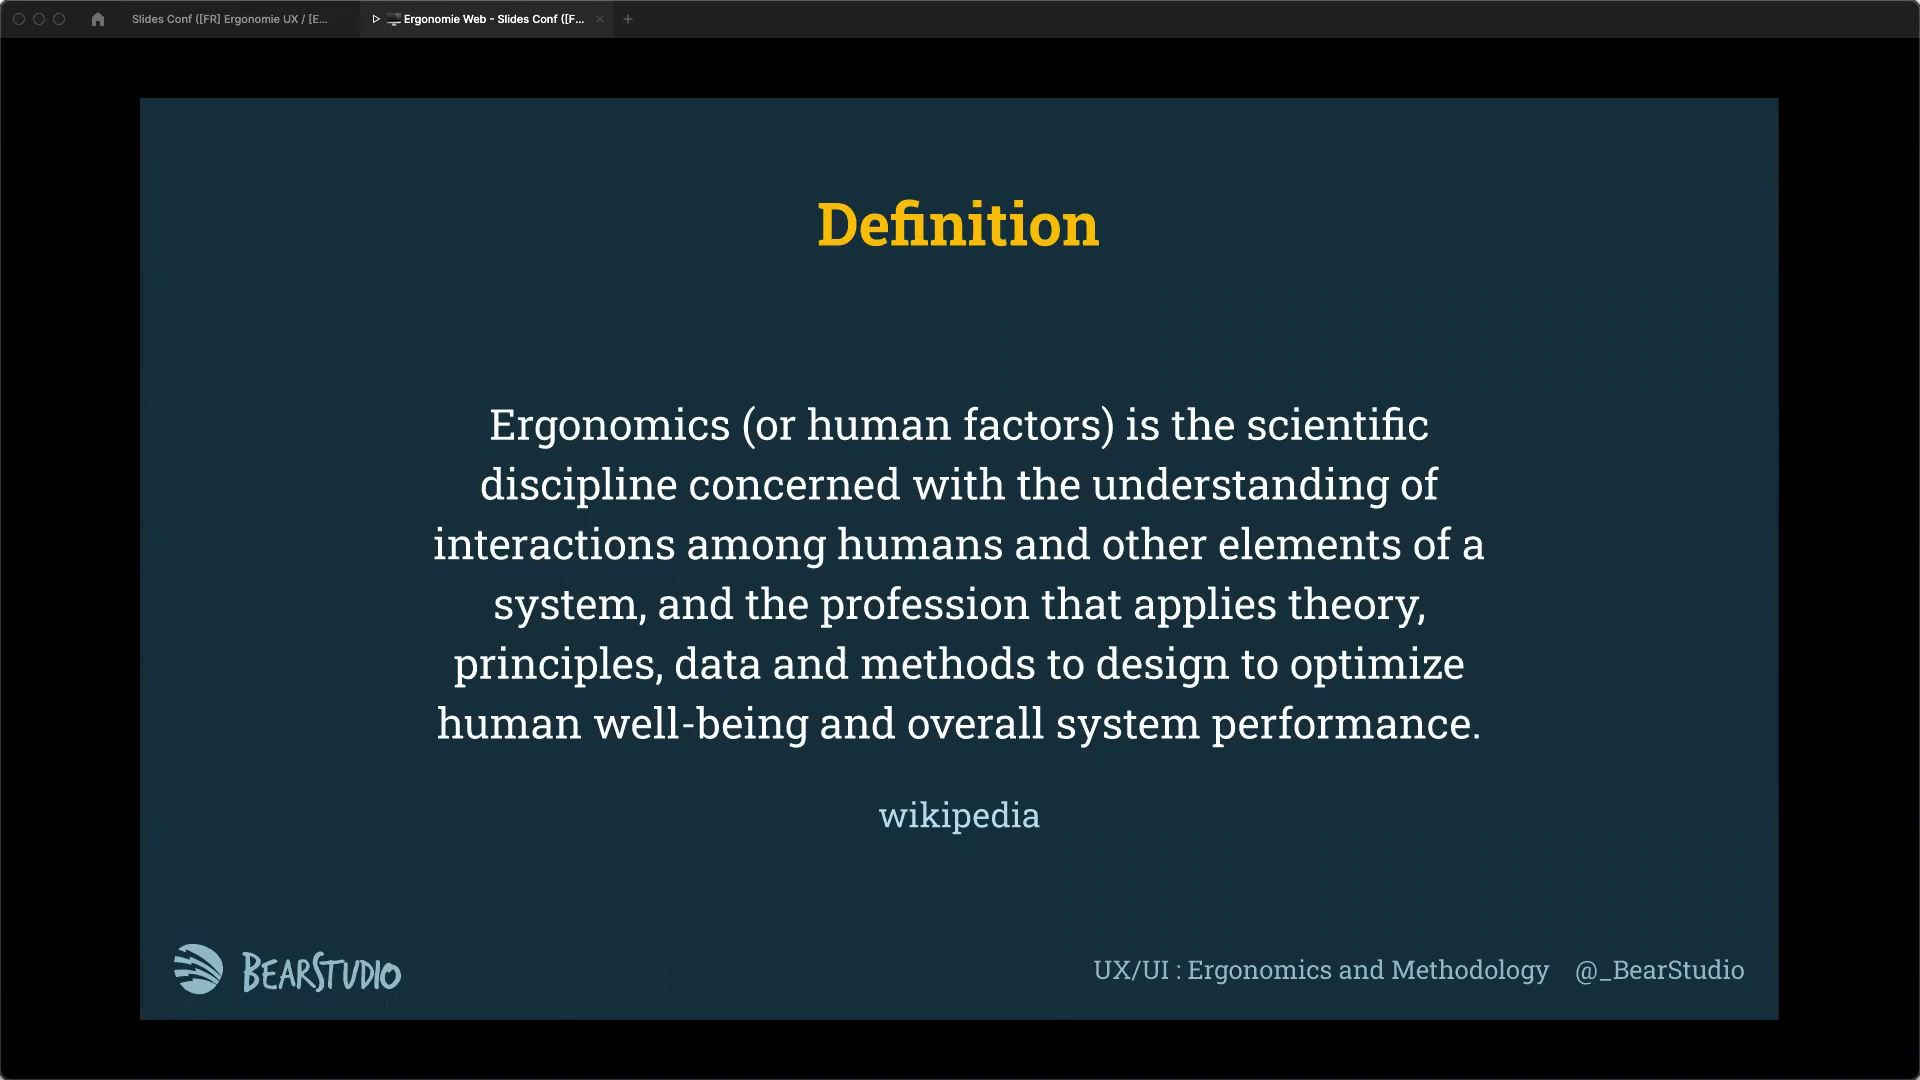 Slides Conf ([FR] Ergonomie UX / [E...
Ergonomie Web - Slides Conf ([F...
Definition
Ergonomics (or human factors) is the scientific
discipline concerned with the understanding of
interactions among humans and other elements of a
system, and the profession that applies theory,
principles, data and methods to design to optimize
human well-being and overall system performance.
wikipedia
BEARSTUDIO
UX/UI : Ergonomics and Methodology @_BearStudio